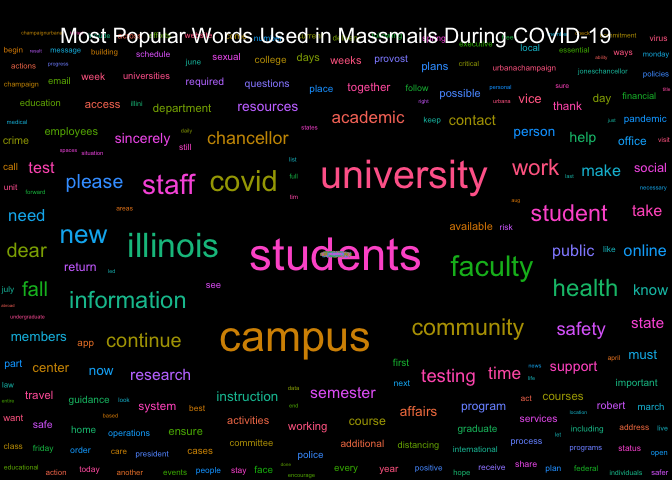 Most Popular Words Used in Massmails During COVID-19
executive
essential
virus
begin message building schedule sexual college days weeks provost plans critical local urbanachampaign ways monday
actions progress june ability joneschancellor policies
champaign email week universities required questions place together follow possible personal sure
education access illini department resources academic right urbana vice thank day financial
medical crime employees sincerely daily still chancellor states keep contact person just help pandemic office visit
call test spaces situation list university work last make social
unit forward please staff covid full tim necessary
need areas aug student take
dear new illinois students available risk public like online
return led faculty
july fall information see health know
undergraduate
members app continue campus community safety state
part center now research first testing time news support april must
law next life important
entire travel guidance look instruction data semester act courses
want safe home based system best end affairs program services location robert march
operations ensure activities working course graduate including address live
class friday order care president cases committee police additional distancing international process list programs status open
educational action today another events people stay face done encourage every year positive hope receive share plan federal individuals safer